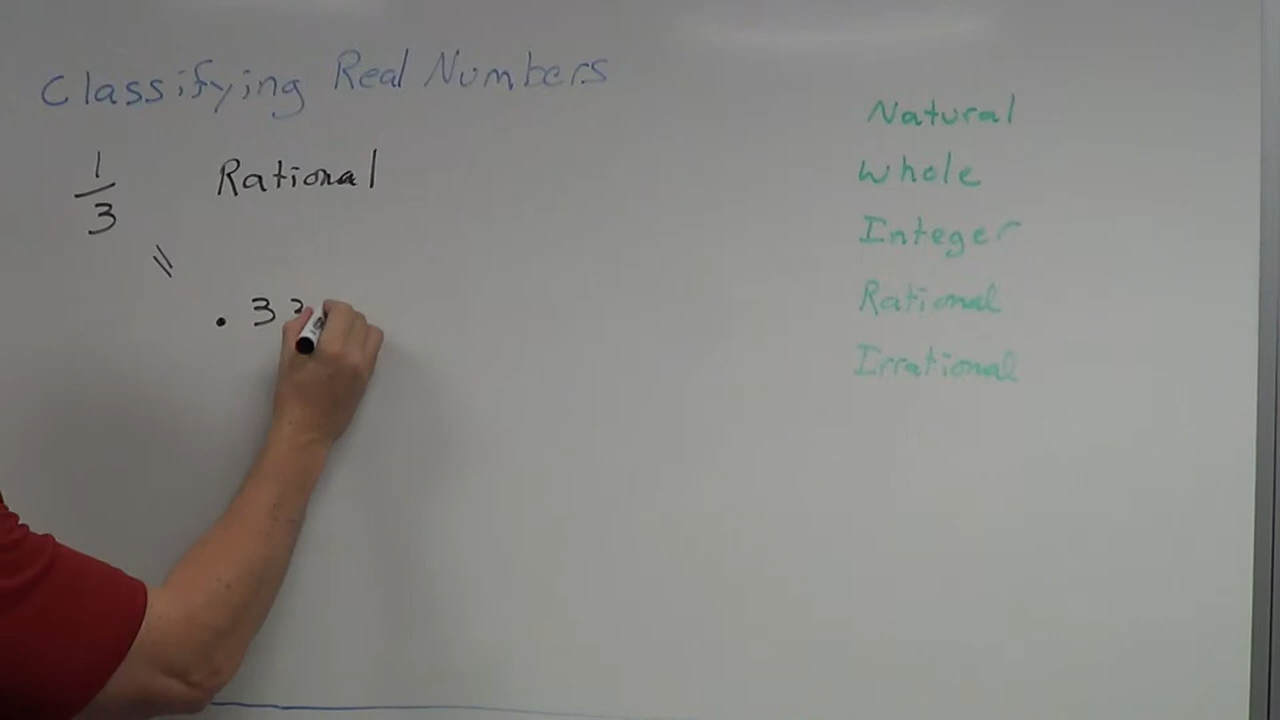 Classifying Real Numbers
1/3 Rational
=
.33
Natural
Whole
Integer
Rational
Irrational